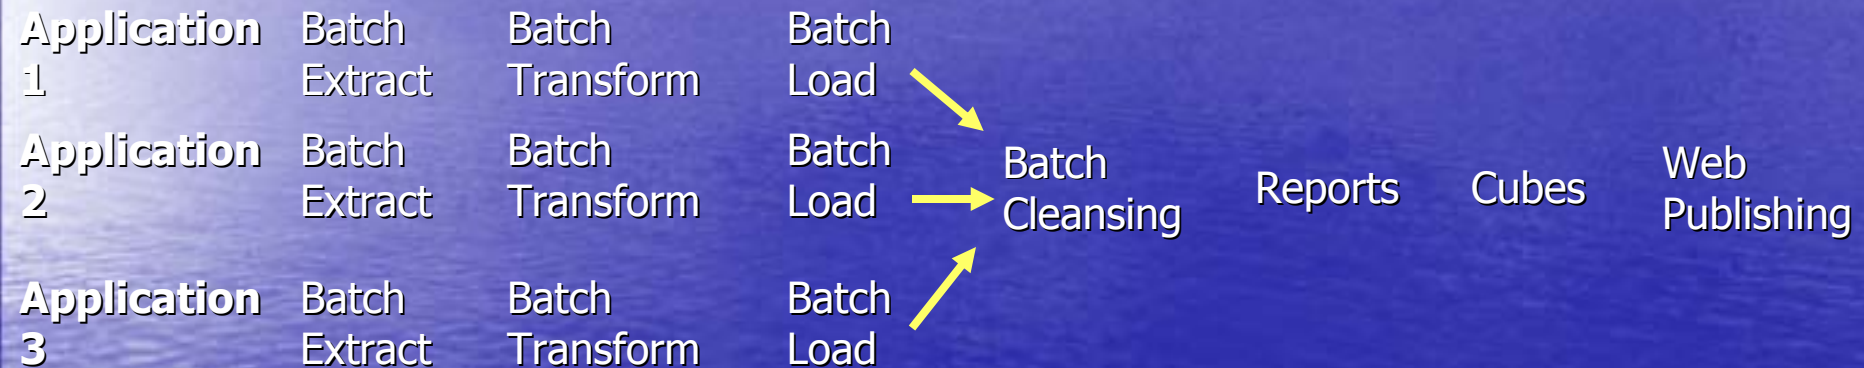 Application Batch Batch Batch
1 Extract Transform Load
Application Batch Batch Batch
2 Extract Transform Load
Application Batch Batch Batch
3 Extract Transform Load
Batch
Cleansing
Reports
Cubes
Web
Publishing